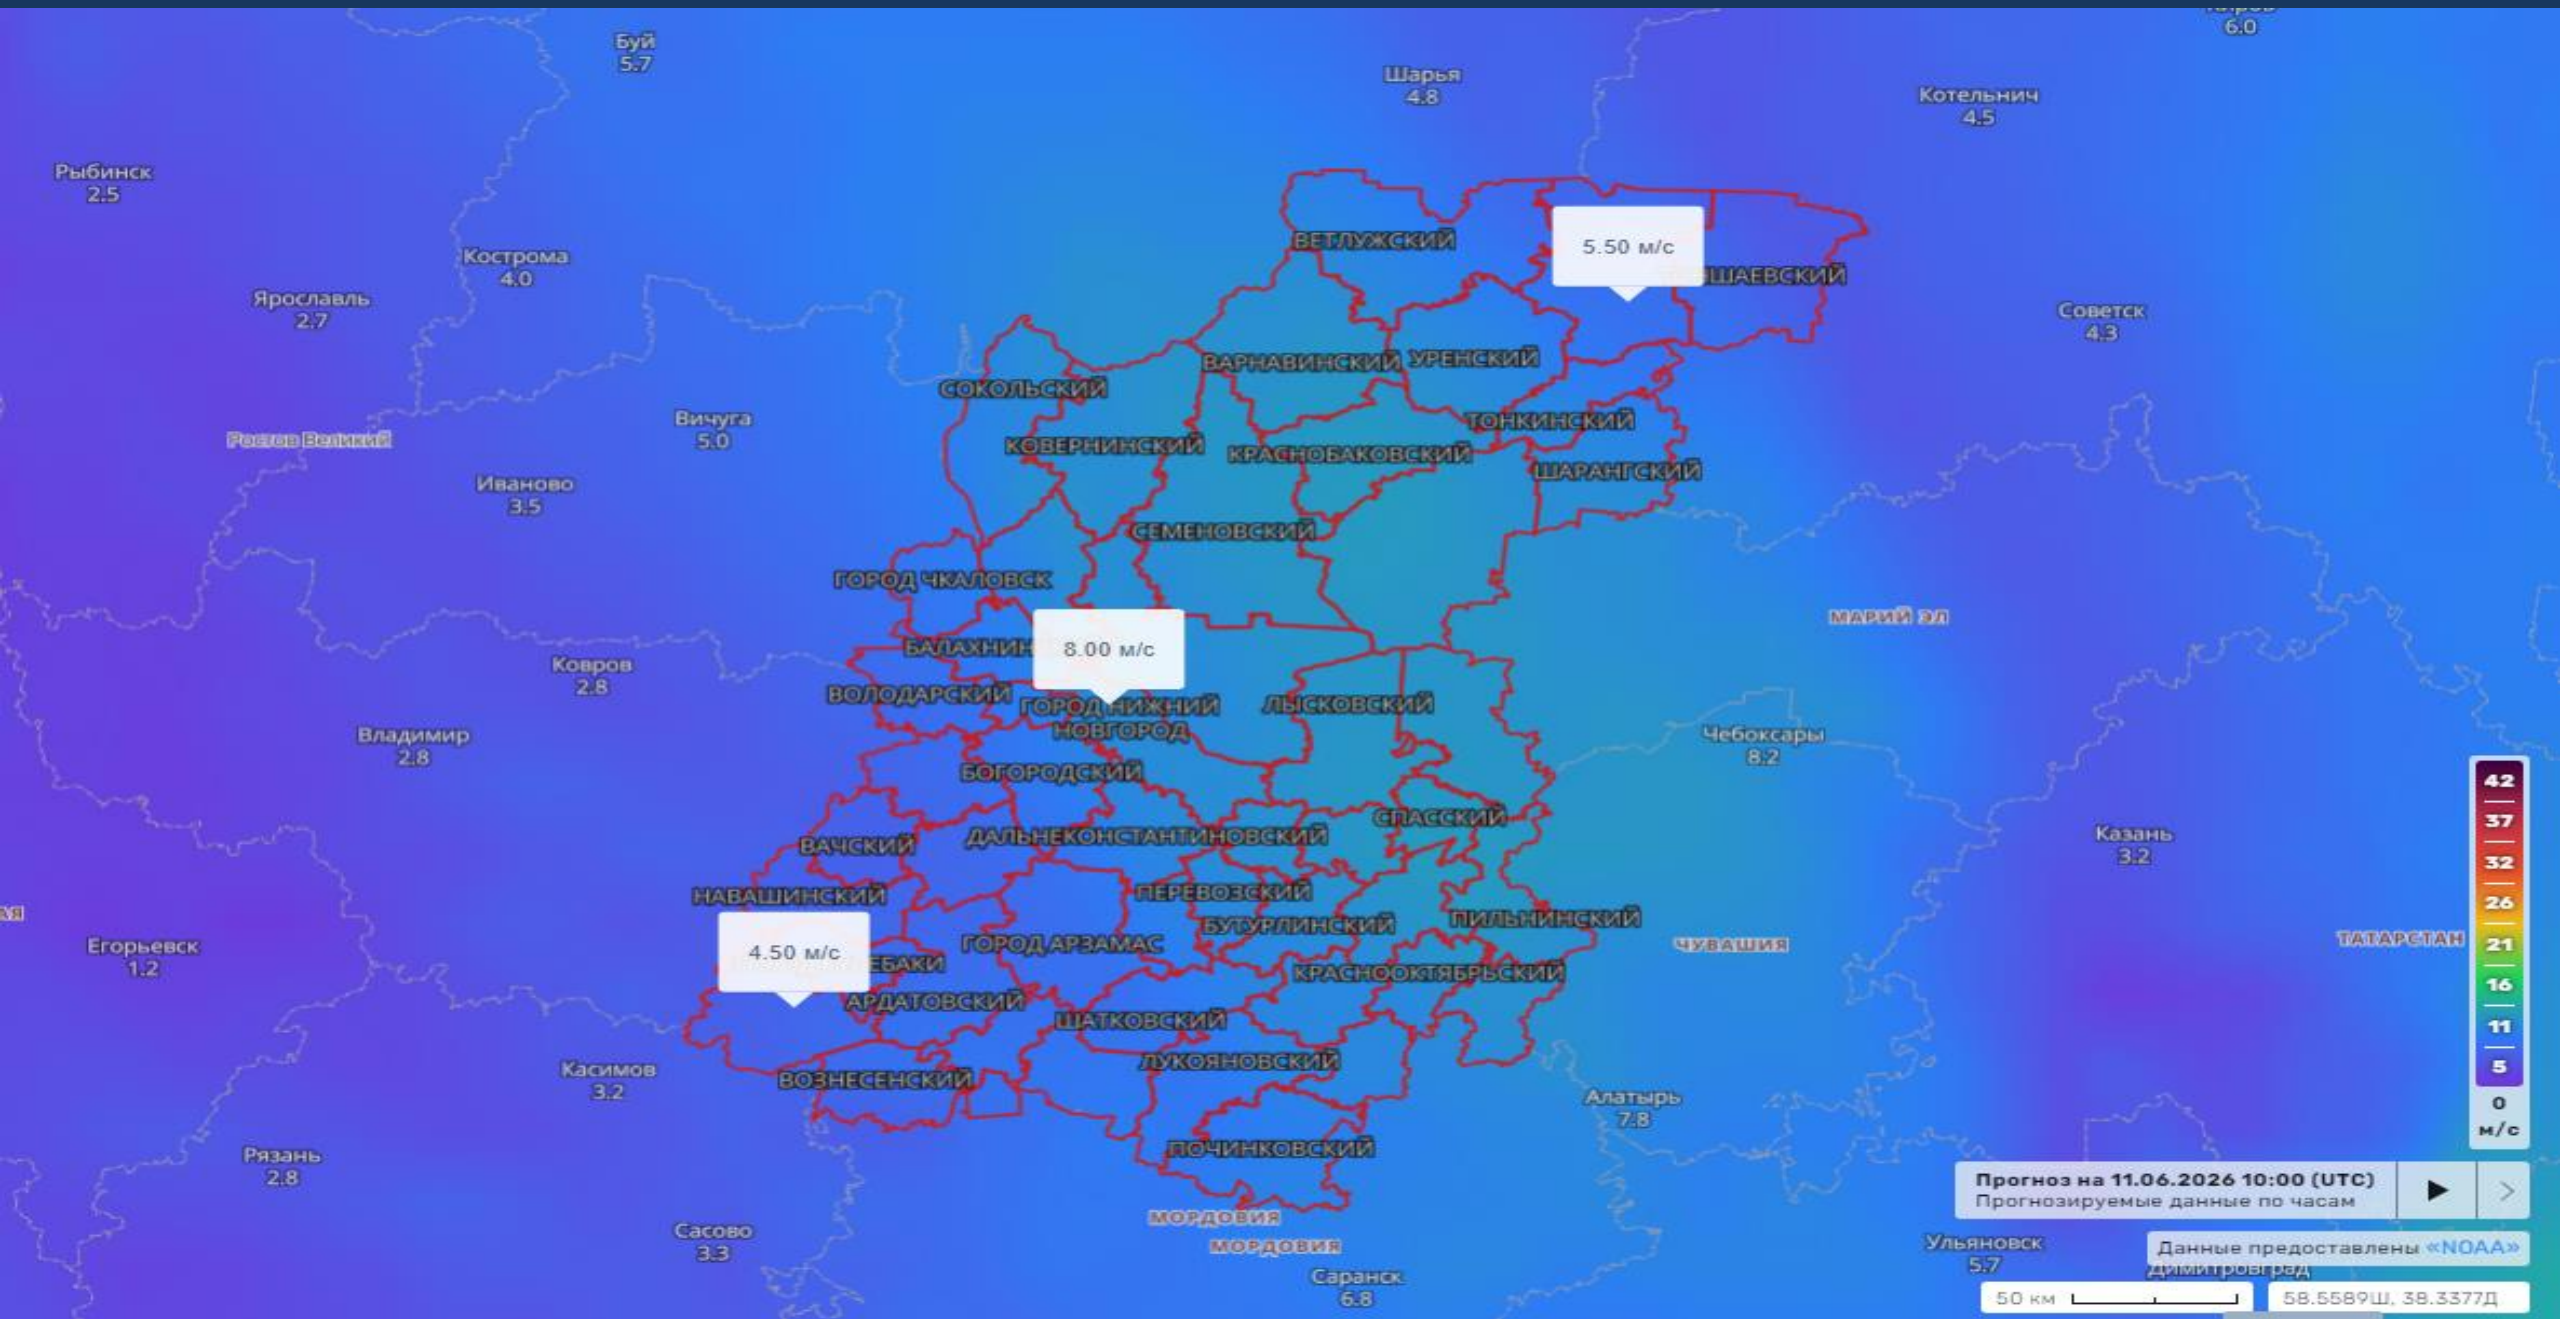 6.0
Буй
5.7
Шарья
4.8
Котельнич
4.5
Рыбинск
2.5
ВЕТЛУЖСКИЙ
5.50 м/с
ШАЕВСКИЙ
Кострома
4.0
Ярославль
2.7
Советск
4.3
ВАРНАВИНСКИЙ
УРЕНСКИЙ
СОКОЛЬСКИЙ
Вичуга
5.0
ТОНКИНСКИЙ
Ростов Великий
КОВЕРНИНСКИЙ
КРАСНОБАКОВСКИЙ
ШАРАНГСКИЙ
Иваново
3.5
СЕМЕНОВСКИЙ
ГОРОД ЧКАЛОВСК
МАРИЙ ЭЛ
БАЛАХНИН
8.00 м/с
Ковров
2.8
ВОЛОДАРСКИЙ
ГОРОД НИЖНИЙ
НОВГОРОД
ЛЫСКОВСКИЙ
Владимир
2.8
Чебоксары
8.2
БОГОРОДСКИЙ
СПАССКИЙ
ДАЛЬНЕКОНСТАНТИНОВСКИЙ
ВАЧСКИЙ
Казань
3.2
НАВАШИНСКИЙ
ПЕРЕВОЗСКИЙ
БУТУРЛИНСКИЙ
ПИЛЬНИНСКИЙ
АЯ
Егорьевск
1.2
4.50 м/с
ЕБАКИ
ГОРОД АРЗАМАС
ЧУВАШИЯ
ТАТАРСТАН
КРАСНООКТЯБРЬСКИЙ
АРДАТОВСКИЙ
ШАТКОВСКИЙ
ЛУКОЯНОВСКИЙ
Касимов
3.2
ВОЗНЕСЕНСКИЙ
Алатырь
7.8
Рязань
2.8
ПОЧИНКОВСКИЙ
МОРДОВИЯ
МОРДОВИЯ
Сасово
3.3
Саранск
6.8
42
37
32
26
21
16
11
5
0
м/с
Прогноз на 11.06.2026 10:00 (UTC)
Прогнозируемые данные по часам
Ульяновск
5.7
Данные предоставлены «NOAA»
Димитровград
50 км
58.5589Ш, 38.3377Д